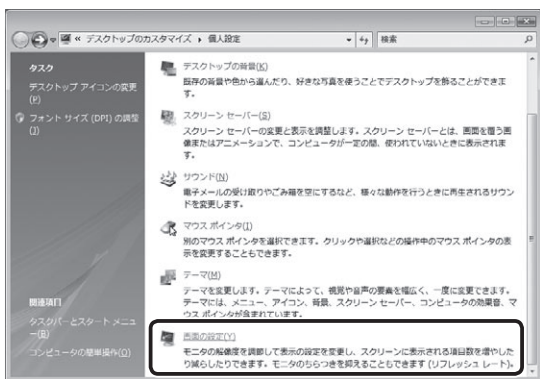 « デスクトップのカスタマイズ ▸ 個人設定
検索
タスク
デスクトップ アイコンの変更
(E)
フォント サイズ (DPI) の調整
(J)
関連項目
タスク バーとスタート メニュー
ー(B)
コンピュータの簡単操作(Q)
デスクトップの背景(K)
既存の背景や色から選んだり、好きな写真を使うことでデスクトップを飾ることができま
す。
スクリーン セーバー(S)
スクリーン セーバーの変更と表示を調整します。スクリーン セーバーとは、画面を覆う画
像またはアニメーションで、コンピュータが一定の間、使われていないときに表示されま
す。
サウンド(N)
電子メールの受け取りやごみ箱を空にするなど、様々な動作を行うときに再生されるサウン
ドを変更します。
マウス ポインタ(I)
別のマウス ポインタを選択できます。クリックや選択などの操作中のマウス ポインタの表
示を変更することもできます。
テーマ(M)
テーマを変更します。テーマによって、視覚や音声の要素を幅広く、一度に変更できます。
テーマには、メニュー、アイコン、背景、スクリーン セーバー、コンピュータの効果音、マ
ウス ポインタが含まれています。
画面の設定(Y)
モニタの解像度を調節して表示の設定を変更し、スクリーンに表示される項目数を増やした
り減らしたりできます。モニタのちらつきを抑えることもできます (リフレッシュ レート)。